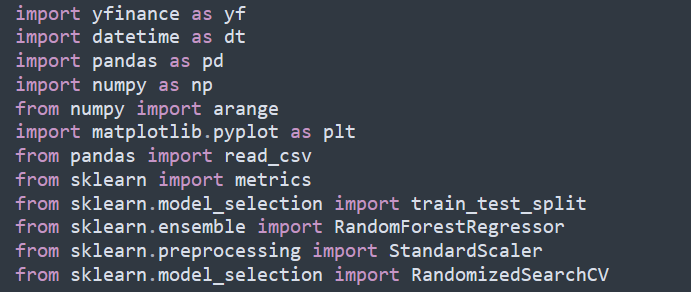 import yfinance as yf
import datetime as dt
import pandas as pd
import numpy as np
from numpy import arange
import matplotlib.pyplot as plt
from pandas import read_csv
from sklearn import metrics
from sklearn.model_selection import train_test_split
from sklearn.ensemble import RandomForestRegressor
from sklearn.preprocessing import StandardScaler
from sklearn.model_selection import RandomizedSearchCV